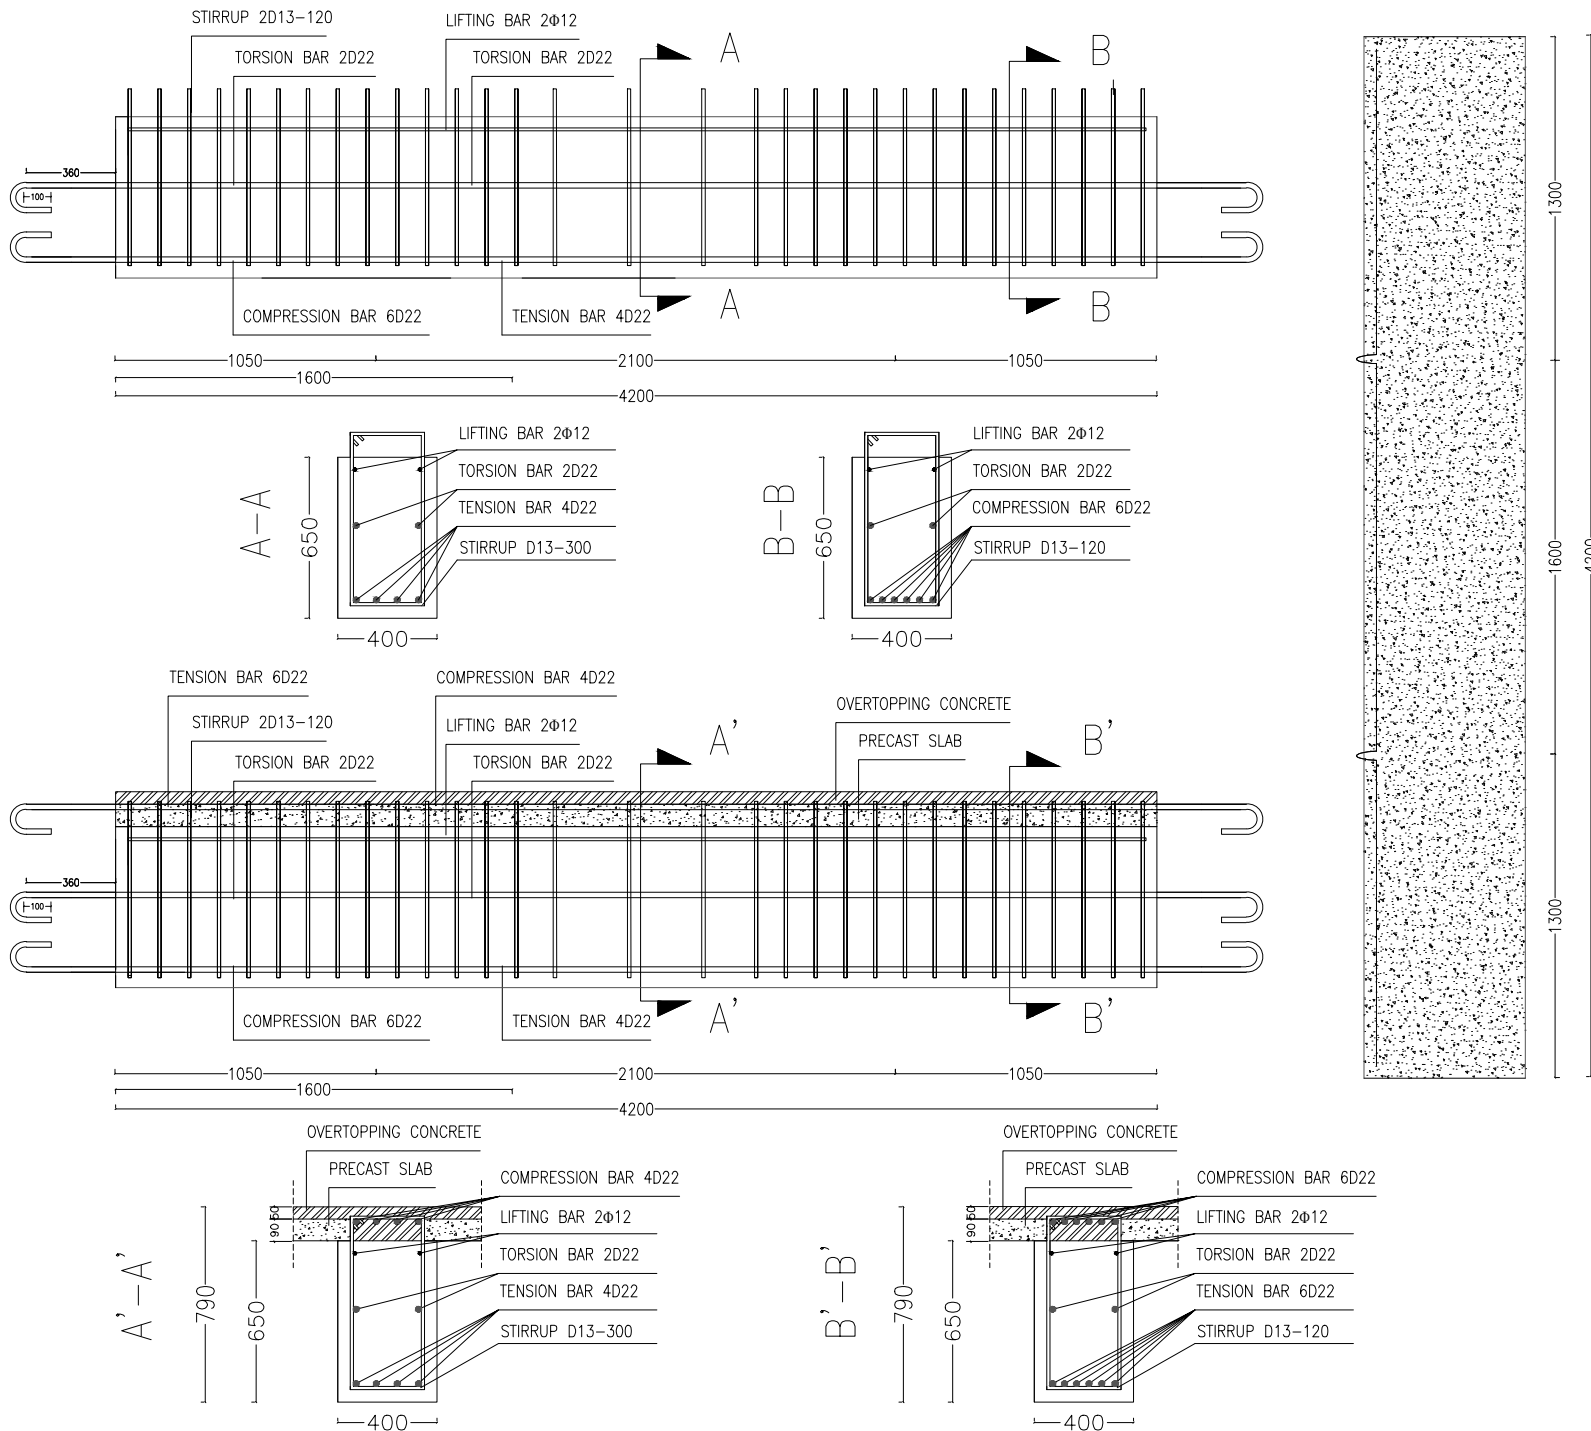 STIRRUP 2D13-120
LIFTING BAR 2Φ12
TORSION BAR 2D22
TORSION BAR 2D22
A
B
360
100
COMPRESSION BAR 6D22
TENSION BAR 4D22
A
B
1050
2100
1050
1600
4200
A-A
650
400
LIFTING BAR 2Φ12
TORSION BAR 2D22
TENSION BAR 4D22
STIRRUP D13-300
B-B
650
400
LIFTING BAR 2Φ12
TORSION BAR 2D22
COMPRESSION BAR 6D22
STIRRUP D13-120
1300
1600
1300
4200
TENSION BAR 6D22
COMPRESSION BAR 4D22
STIRRUP 2D13-120
LIFTING BAR 2Φ12
OVERTOPPING CONCRETE
TORSION BAR 2D22
TORSION BAR 2D22
PRECAST SLAB
A'
B'
360
100
COMPRESSION BAR 6D22
TENSION BAR 4D22
A'
B'
1050
2100
1050
1600
4200
OVERTOPPING CONCRETE
PRECAST SLAB
COMPRESSION BAR 4D22
LIFTING BAR 2Φ12
TORSION BAR 2D22
TENSION BAR 4D22
STIRRUP D13-300
A'-A'
790
650
90
50
400
OVERTOPPING CONCRETE
PRECAST SLAB
COMPRESSION BAR 6D22
LIFTING BAR 2Φ12
TORSION BAR 2D22
TENSION BAR 6D22
STIRRUP D13-120
B'-B'
790
650
90
50
400